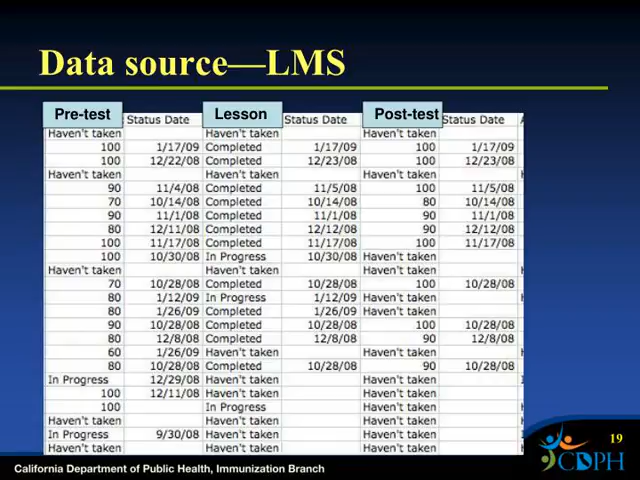 Data source—LMS
Pre-test Status Date Lesson Status Date Post-test Status Date
Haven't taken Haven't taken Haven't taken
100 1/17/09 Completed 1/17/09 100 1/17/09
100 12/22/08 Completed 12/23/08 100 12/23/08
Haven't taken Haven't taken Haven't taken
90 11/4/08 Completed 11/5/08 100 11/5/08
70 10/14/08 Completed 10/14/08 80 10/14/08
90 11/1/08 Completed 11/1/08 90 11/1/08
80 12/11/08 Completed 12/12/08 90 12/12/08
100 11/17/08 Completed 11/17/08 100 11/17/08
100 10/30/08 In Progress 10/30/08 Haven't taken
Haven't taken Haven't taken Haven't taken
70 10/28/08 Completed 10/28/08 100 10/28/08
80 1/12/09 In Progress 1/12/09 Haven't taken
80 1/26/09 Completed 1/26/09 Haven't taken
90 10/28/08 Completed 10/28/08 100 10/28/08
80 12/8/08 Completed 12/8/08 90 12/8/08
60 1/26/09 Haven't taken Haven't taken
80 10/28/08 Completed 10/28/08 90 10/28/08
In Progress 12/29/08 Haven't taken Haven't taken
100 12/11/08 Haven't taken Haven't taken
100 In Progress Haven't taken
Haven't taken Haven't taken Haven't taken
In Progress 9/30/08 Haven't taken Haven't taken
Haven't taken Haven't taken Haven't taken
19
California Department of Public Health, Immunization Branch
CDPH